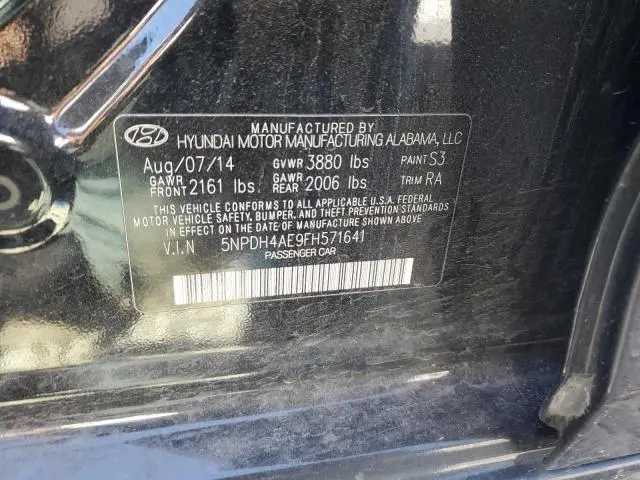 MANUFACTURED BY
HYUNDAI MOTOR MANUFACTURING ALABAMA, LLC
Aug/07/14 GVWR 3880 lbs PAINT S3
GAWR FRONT 2161 lbs. GAWR REAR 2006 lbs TRIM RA
THIS VEHICLE CONFORMS TO ALL APPLICABLE U.S.A. FEDERAL
MOTOR VEHICLE SAFETY, BUMPER, AND THEFT PREVENTION STANDARDS
IN EFFECT ON THE DATE OF MANUFACTURE SHOWN ABOVE.
V.I.N 5NPDH4AE9FH571641
PASSENGER CAR